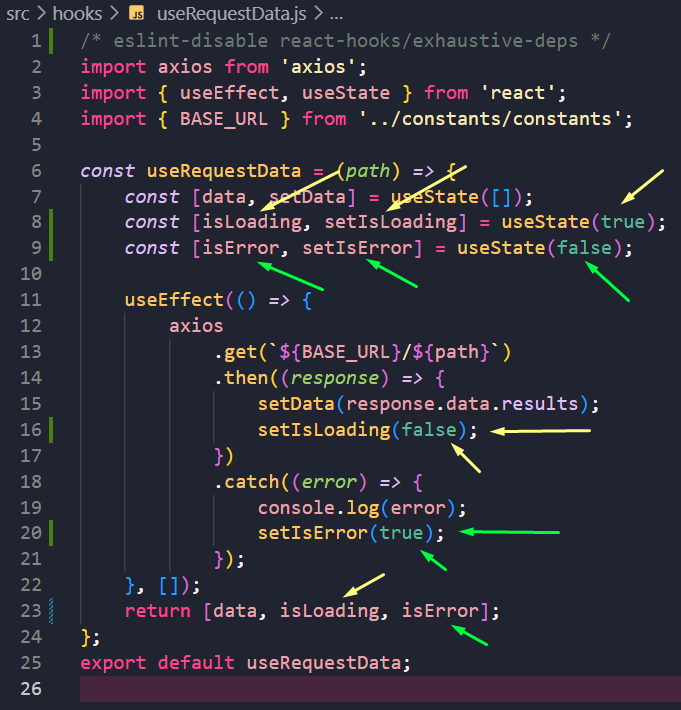 src > hooks > JS useRequestData.js > ...
1 /* eslint-disable react-hooks/exhaustive-deps */
2 import axios from 'axios';
3 import { useEffect, useState } from 'react';
4 import { BASE_URL } from '../constants/constants';
5
6 const useRequestData = (path) => {
7     const [data, setData] = useState([]);
8     const [isLoading, setIsLoading] = useState(true);
9     const [isError, setIsError] = useState(false);
10
11     useEffect(() => {
12         axios
13             .get(`${BASE_URL}/${path}`)
14             .then((response) => {
15                 setData(response.data.results);
16                 setIsLoading(false);
17             })
18             .catch((error) => {
19                 console.log(error);
20                 setIsError(true);
21             });
22     }, []);
23     return [data, isLoading, isError];
24 };
25 export default useRequestData;
26